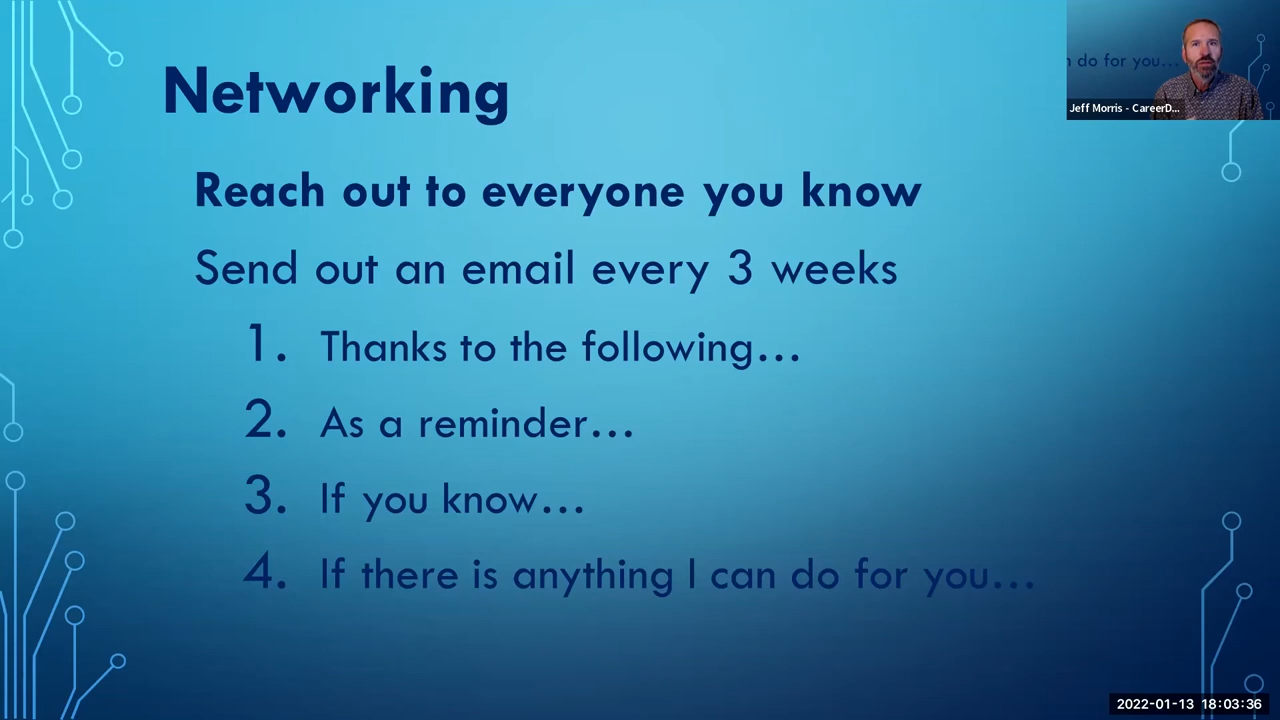 Networking
n do for you...
Jeff Morris - CareerD...
Reach out to everyone you know
Send out an email every 3 weeks
1. Thanks to the following...
2. As a reminder...
3. If you know...
4. If there is anything I can do for you...
2022-01-13 18:03:36